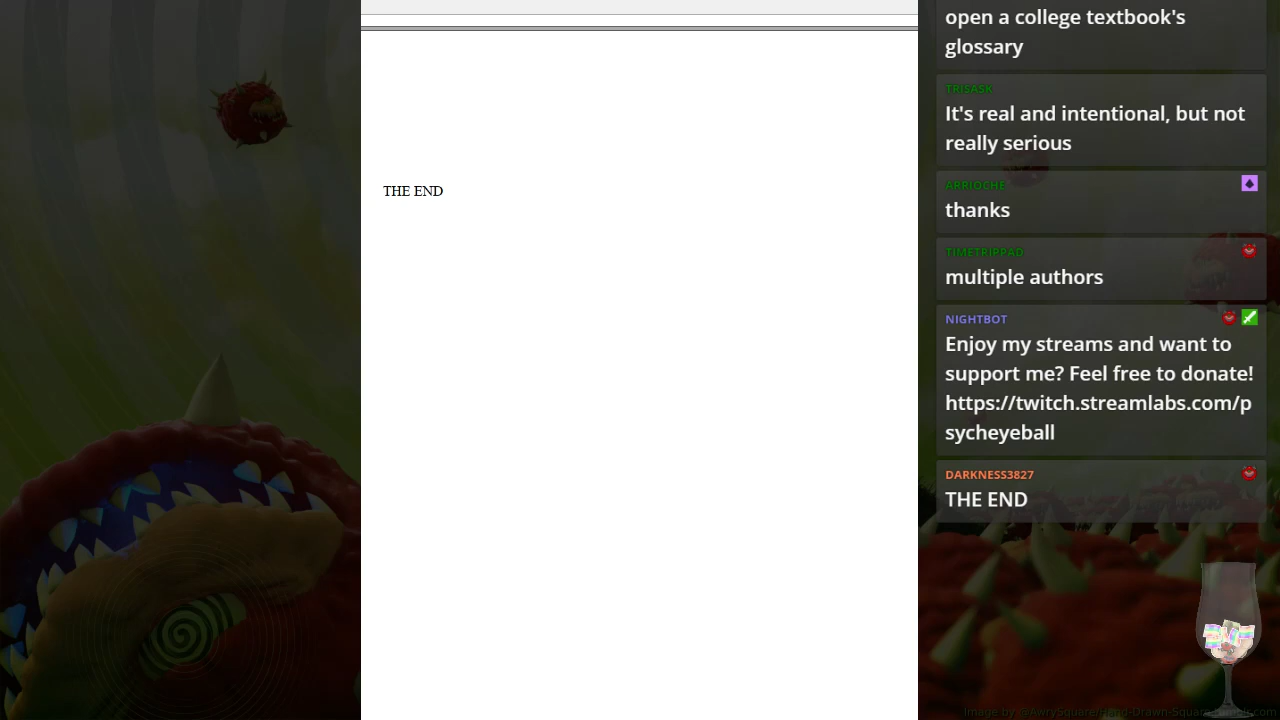 THE END
open a college textbook's
glossary
TRISASK
It's real and intentional, but not
really serious
ARRIOCHE
thanks
TIMETRIPPAD
multiple authors
NIGHTBOT
Enjoy my streams and want to
support me? Feel free to donate!
https://twitch.streamlabs.com/p
sycheyeball
DARKNESS3827
THE END